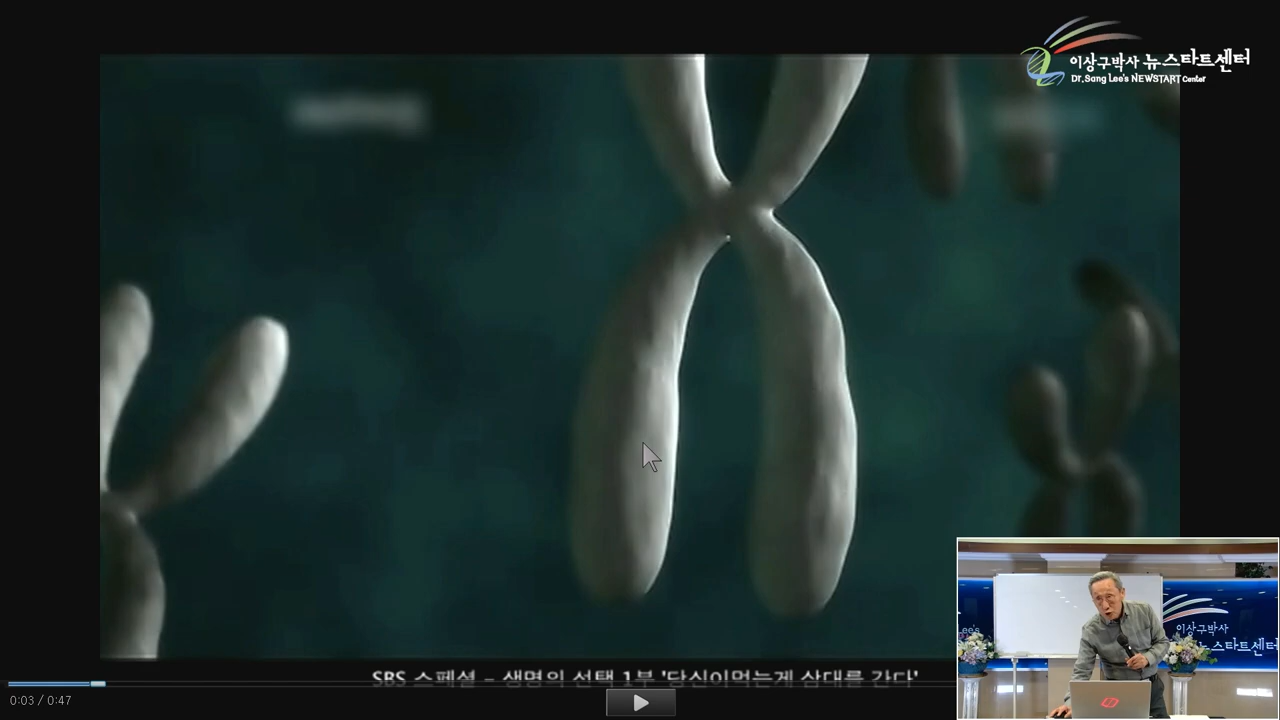 이상구박사 뉴스타트센터
Dr. Sang Lee's NEWSTART Center
SBS 스페셜 - 생명의 선택 1부 '당신이먹는게 삼대를 간다'
0:03 / 0:47
ee's
이상구박사
뉴스타트센터